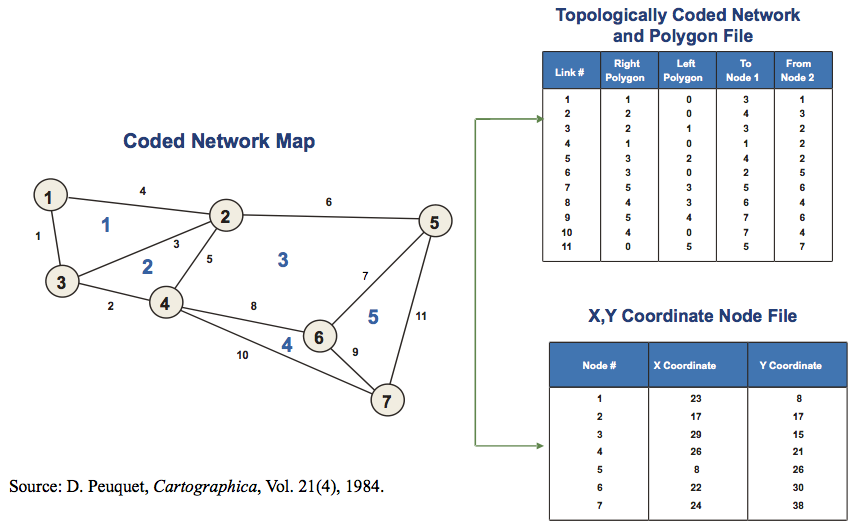 Topologically Coded Network
and Polygon File
Link # Right Polygon Left Polygon To Node 1 From Node 2
1 1 0 3 1
2 2 0 4 3
3 2 1 3 2
4 1 0 1 2
5 3 2 4 2
6 3 0 2 5
7 5 3 5 6
8 4 3 6 4
9 5 4 7 6
10 4 0 7 4
11 0 5 5 7
Coded Network Map
1
4
2
6
5
1
1
3
5
3
2
3
2
4
8
7
5
11
6
4
10
9
7
X,Y Coordinate Node File
Node # X Coordinate Y Coordinate
1 23 8
2 17 17
3 29 15
4 26 21
5 8 26
6 22 30
7 24 38
Source: D. Peuquet, Cartographica, Vol. 21(4), 1984.